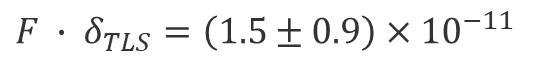 F · δ_TLS = (1.5 ± 0.9) × 10⁻¹¹